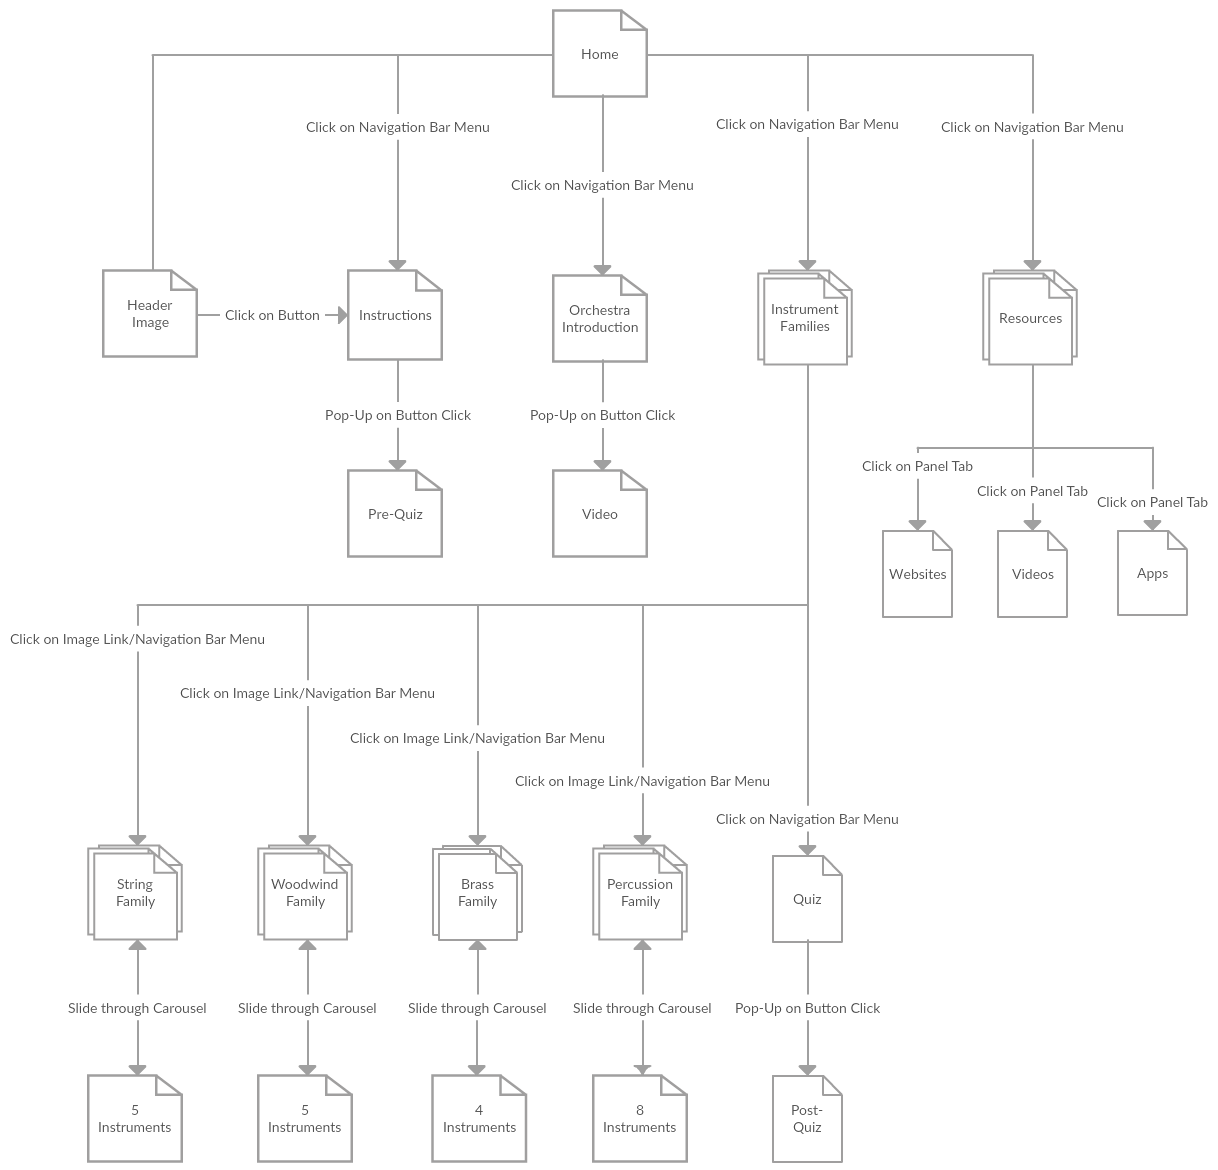 Home
Click on Navigation Bar Menu
Click on Navigation Bar Menu
Click on Navigation Bar Menu
Click on Navigation Bar Menu
Header
Image
Click on Button
Instructions
Orchestra
Introduction
Instrument
Families
Resources
Pop-Up on Button Click
Pop-Up on Button Click
Pre-Quiz
Video
Click on Panel Tab
Click on Panel Tab
Click on Panel Tab
Websites
Videos
Apps
Click on Image Link/Navigation Bar Menu
Click on Image Link/Navigation Bar Menu
Click on Image Link/Navigation Bar Menu
Click on Image Link/Navigation Bar Menu
Click on Navigation Bar Menu
String
Family
Woodwind
Family
Brass
Family
Percussion
Family
Quiz
Slide through Carousel
Slide through Carousel
Slide through Carousel
Slide through Carousel
Pop-Up on Button Click
5
Instruments
5
Instruments
4
Instruments
8
Instruments
Post-
Quiz